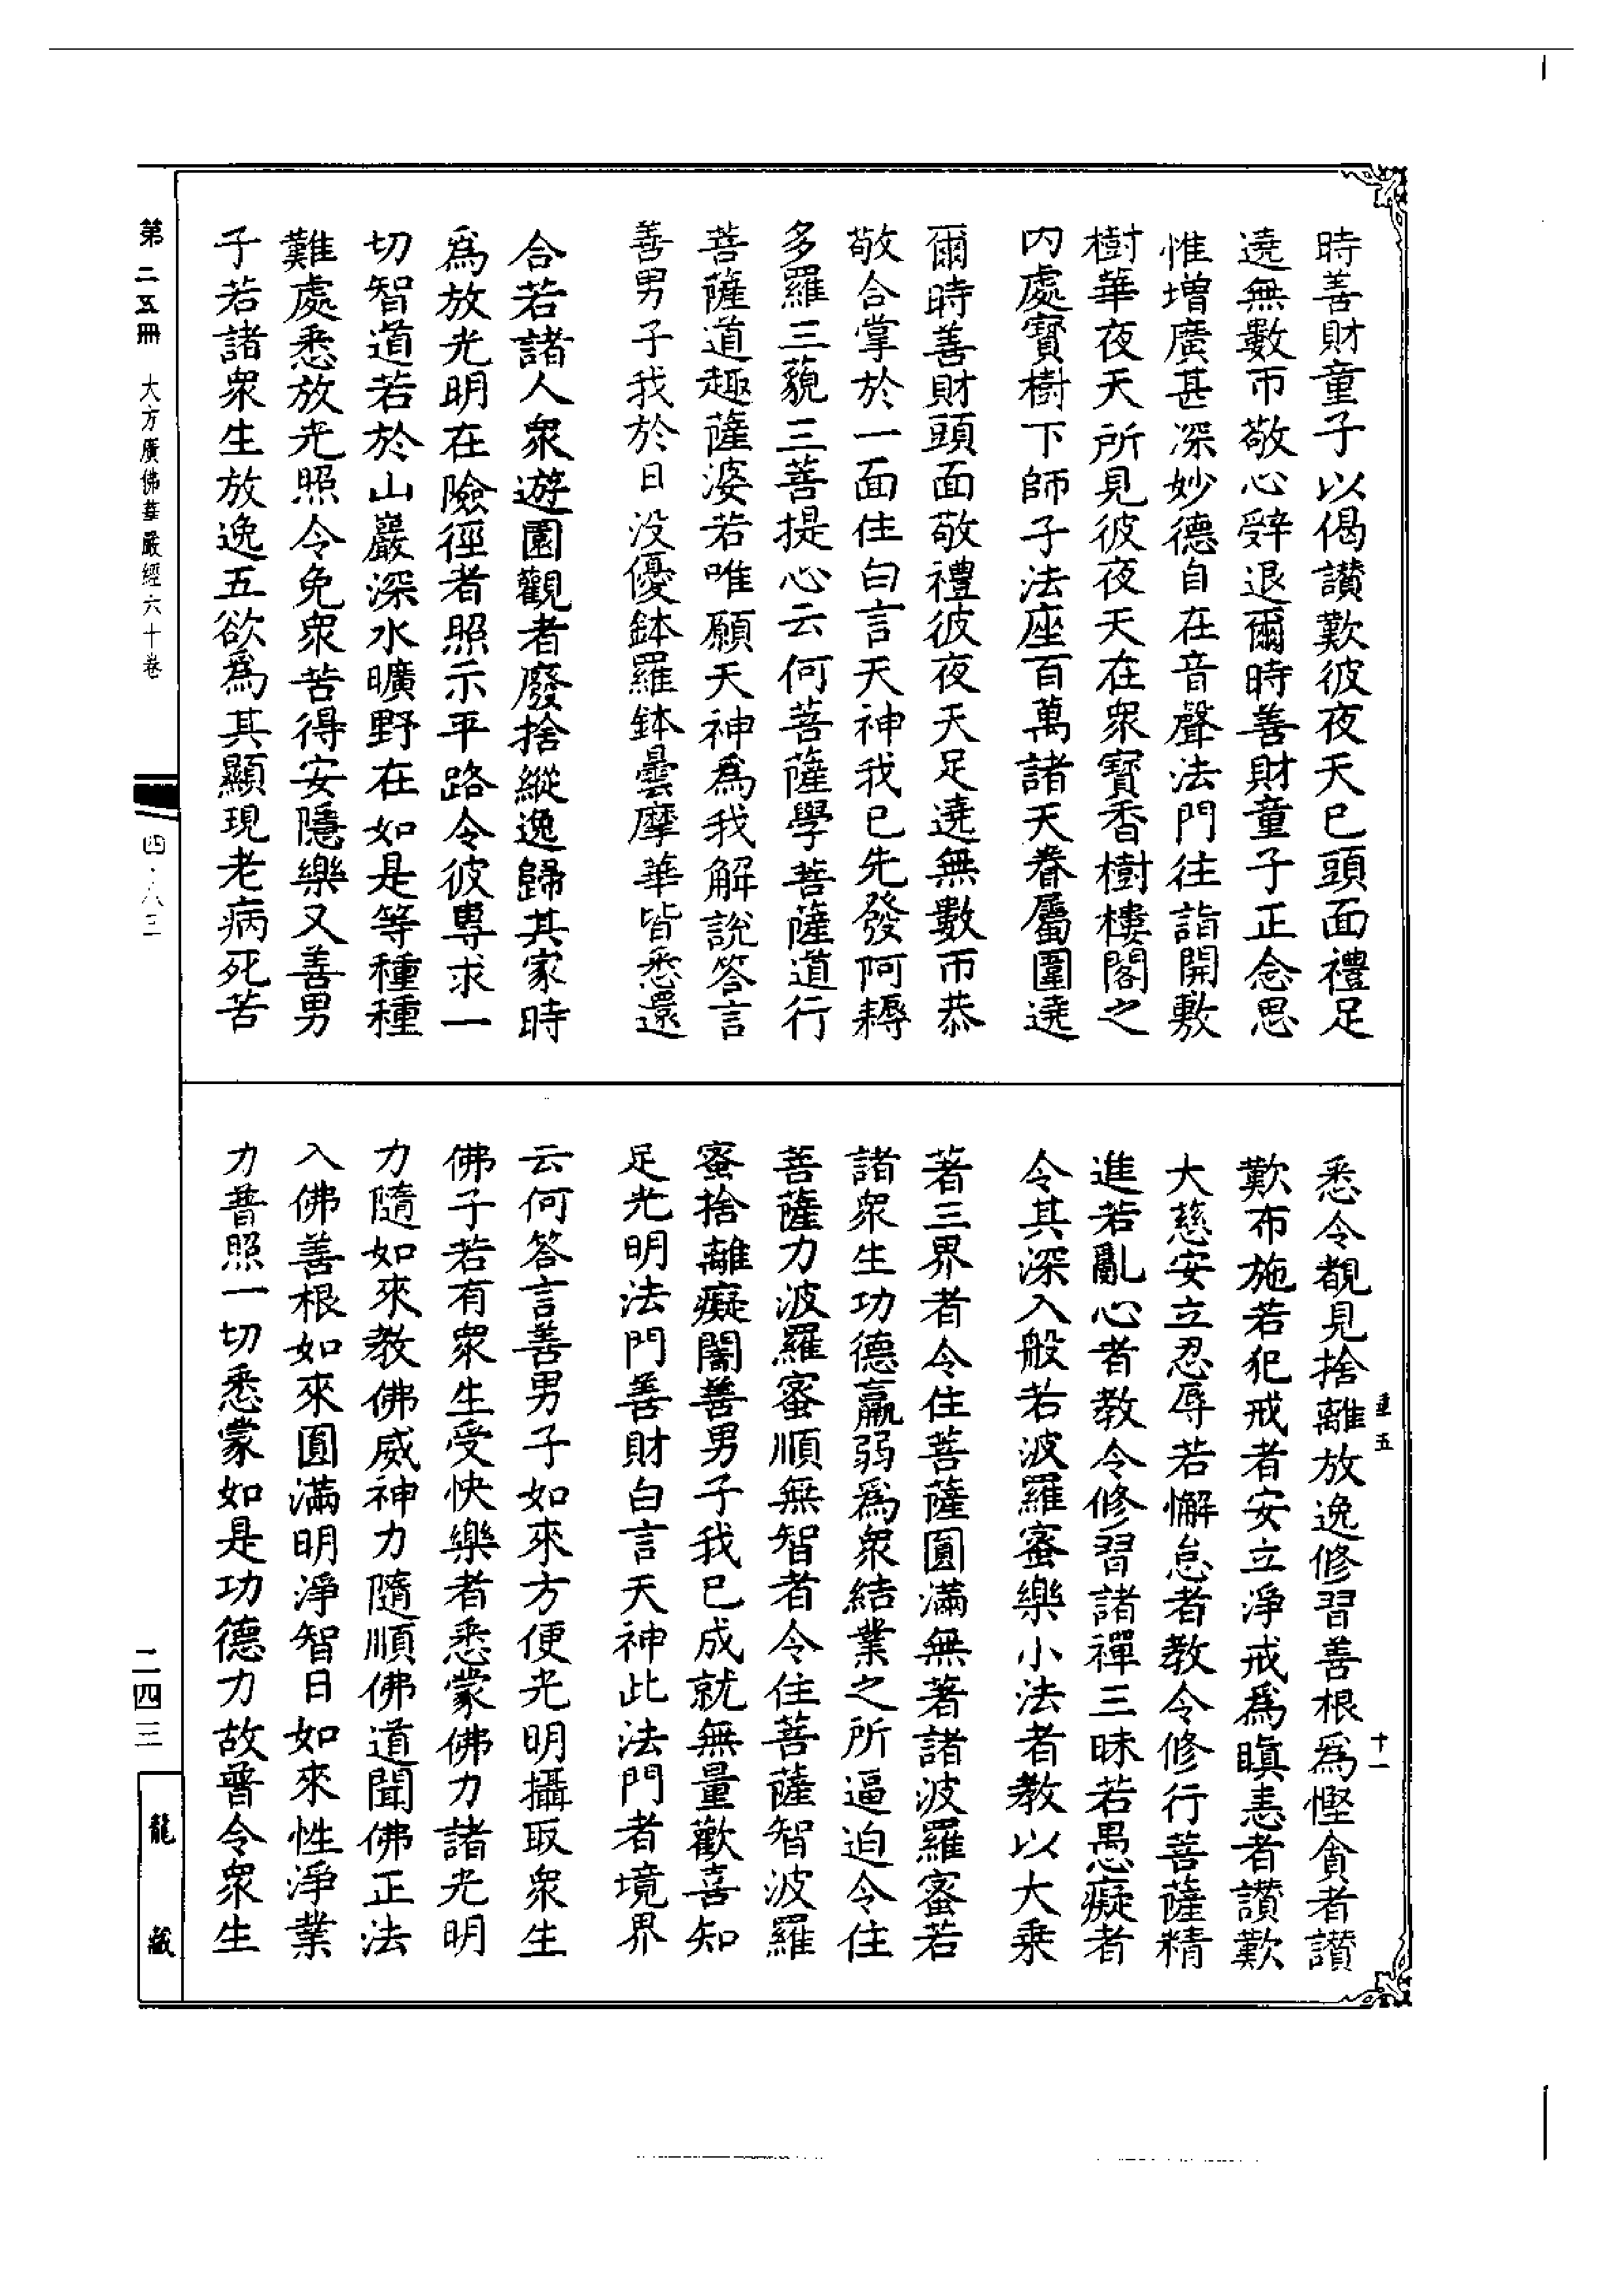 時善財童子以偈讃歎彼夜天已頭面禮足
遶無數帀敬心辤退爾時善財童子正念思
惟增廣甚深妙德自在音聲法門往詣開敷
樹華夜天所見彼夜天在衆寳香樹樓閣之
内處寳樹下師子法座百萬諸天眷屬圍遶
爾時善財頭面敬禮彼夜天足遶無數帀恭
敬合掌於一面住白言天神我已先發阿耨
多羅三藐三菩提心云何菩薩學菩薩道行
菩薩道趣薩婆若唯願天神爲我解說答言
善男子我於日没優鉢羅鉢曇摩華皆悉還
合若諸人衆遊園觀者廢捨縱逸歸其家時
爲放光明在險徑者照示平路令彼專求一
切智道若於山巖深水曠野在如是等種種
難處悉放光照令免衆苦得安隱樂又善男
子若諸衆生放逸五欲爲其顯現老病死苦
悉令覩見捨離放逸修習善根爲慳貪者讃
歎布施若犯戒者安立淨戒爲瞋恚者讃歎
大慈安立忍辱若懈怠者教令修行菩薩精
進若亂心者教令修習諸禪三昧若愚癡者
令其深入般若波羅蜜樂小法者教以大乗
著三界者令住菩薩圓滿無著諸波羅蜜若
諸衆生功德羸弱爲衆結業之所逼迫令住
菩薩力波羅蜜順無智者令住菩薩智波羅
蜜捨離癡闇善男子我已成就無量歡喜知
足光明法門善財白言天神此法門者境界
云何答言善男子如來方便光明攝取衆生
佛子若有衆生受快樂者悉蒙佛力諸光明
力隨如來教佛威神力隨順佛道聞佛正法
入佛善根如來圓滿明淨智日如來性淨業
力普照一切悉蒙如是功德力故普令衆生
五
十一
第二五冊 大方廣佛華嚴經六十卷
四·八三
二四三
龍藏